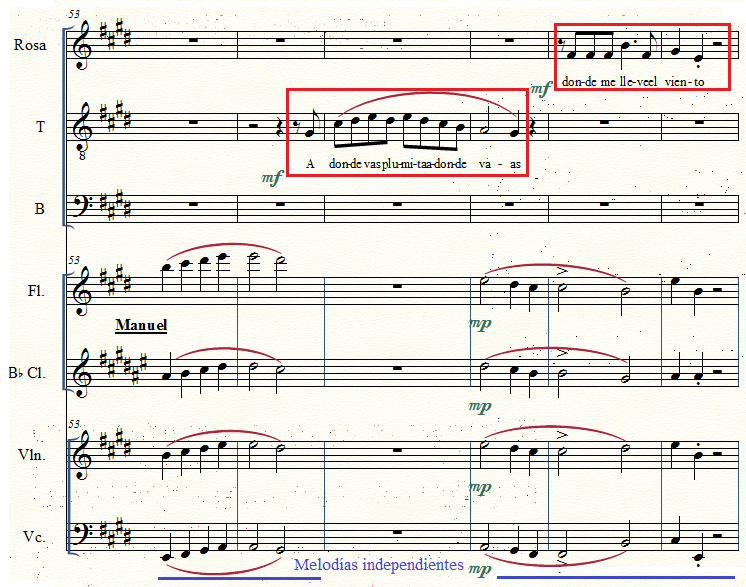 53
Rosa
mf
don-de me lle-veel vien-to
T
8
mf
A don-de vas plu-mi-taa-don-de va - as
B
53
Fl.
mp
Manuel
B♭ Cl.
mp
53
Vln.
mp
Vc.
Melodías independientes
mp